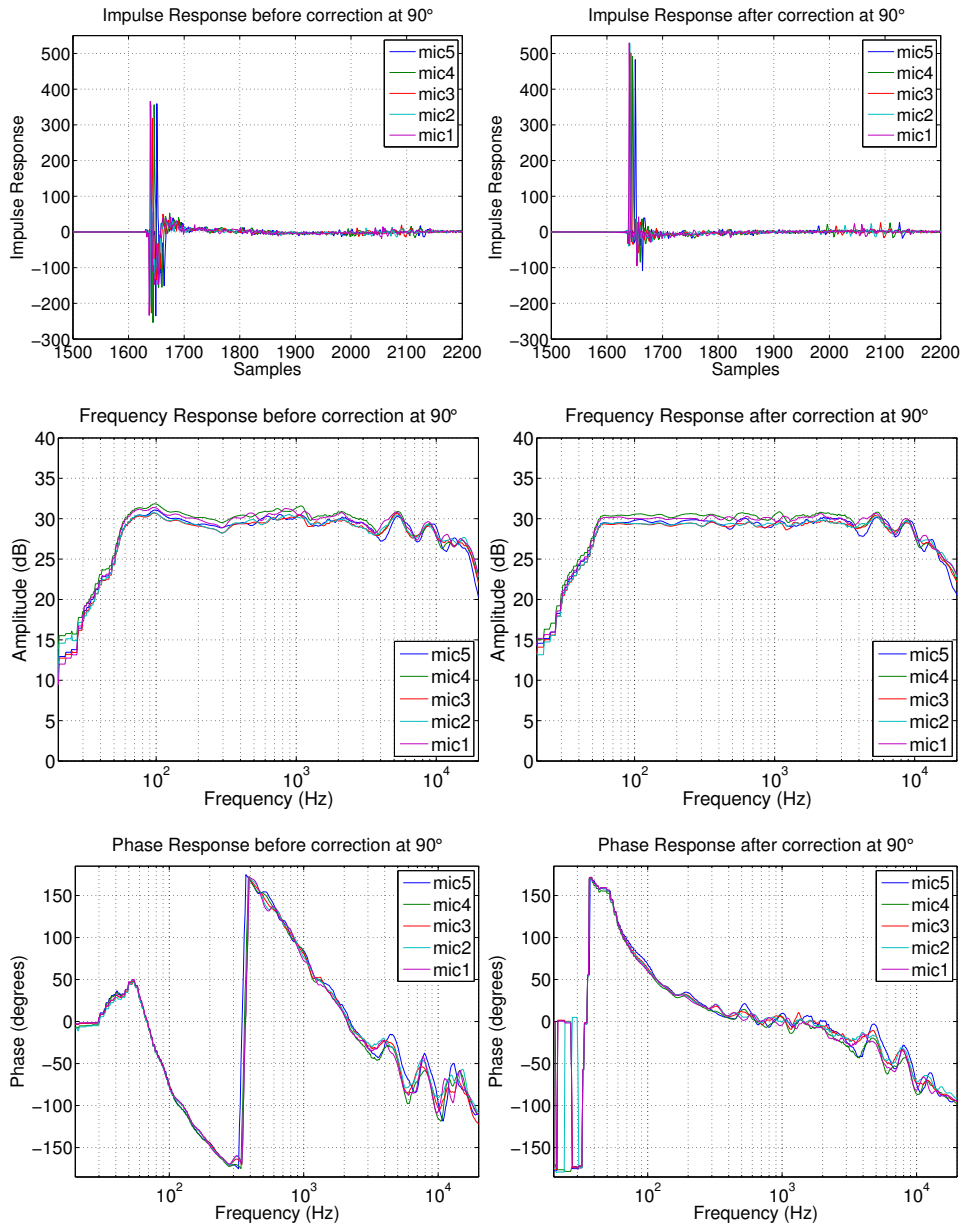 Impulse Response before correction at 90°
Impulse Response
500
400
300
200
100
0
−100
−200
−300
1500
1600
1700
1800
1900
2000
2100
2200
Samples
mic5
mic4
mic3
mic2
mic1
Impulse Response after correction at 90°
Impulse Response
500
400
300
200
100
0
−100
−200
−300
1500
1600
1700
1800
1900
2000
2100
2200
Samples
mic5
mic4
mic3
mic2
mic1
Frequency Response before correction at 90°
Amplitude (dB)
40
35
30
25
20
15
10
5
0
10²
10³
10⁴
Frequency (Hz)
mic5
mic4
mic3
mic2
mic1
Frequency Response after correction at 90°
Amplitude (dB)
40
35
30
25
20
15
10
5
0
10²
10³
10⁴
Frequency (Hz)
mic5
mic4
mic3
mic2
mic1
Phase Response before correction at 90°
Phase (degrees)
150
100
50
0
−50
−100
−150
10²
10³
10⁴
Frequency (Hz)
mic5
mic4
mic3
mic2
mic1
Phase Response after correction at 90°
Phase (degrees)
150
100
50
0
−50
−100
−150
10²
10³
10⁴
Frequency (Hz)
mic5
mic4
mic3
mic2
mic1